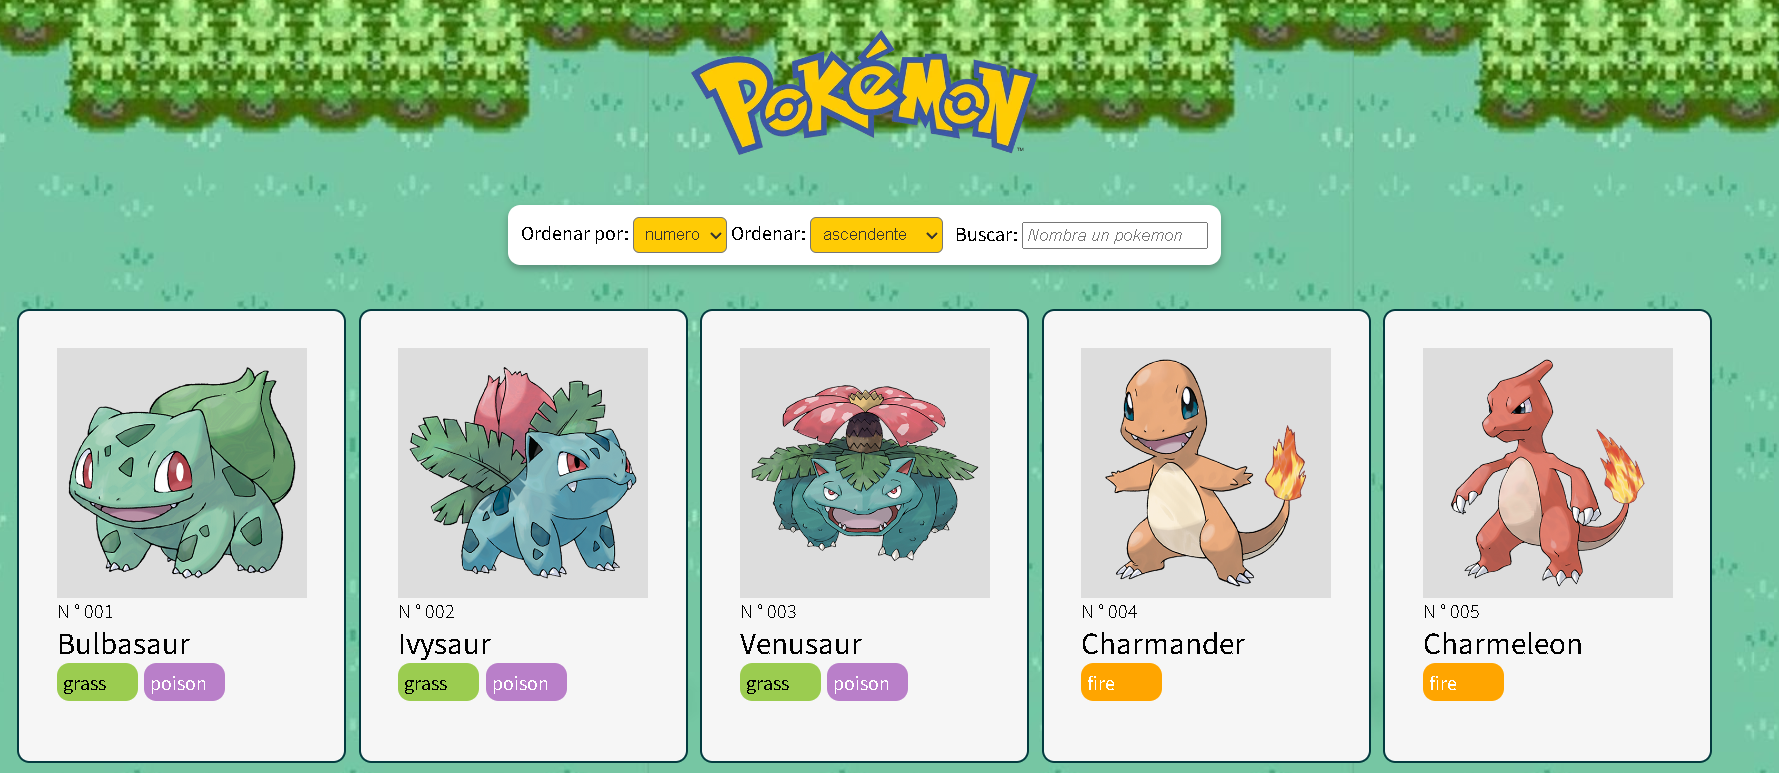 POKéMON
TM
Ordenar por: numero Ordenar: ascendente Buscar: Nombra un pokemon
N ° 001
Bulbasaur
grass poison
N ° 002
Ivysaur
grass poison
N ° 003
Venusaur
grass poison
N ° 004
Charmander
fire
N ° 005
Charmeleon
fire